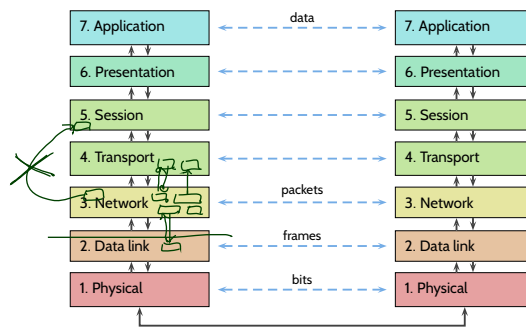 7. Application data 7. Application
6. Presentation 6. Presentation
5. Session 5. Session
4. Transport 4. Transport
3. Network packets 3. Network
2. Data link frames 2. Data link
1. Physical bits 1. Physical